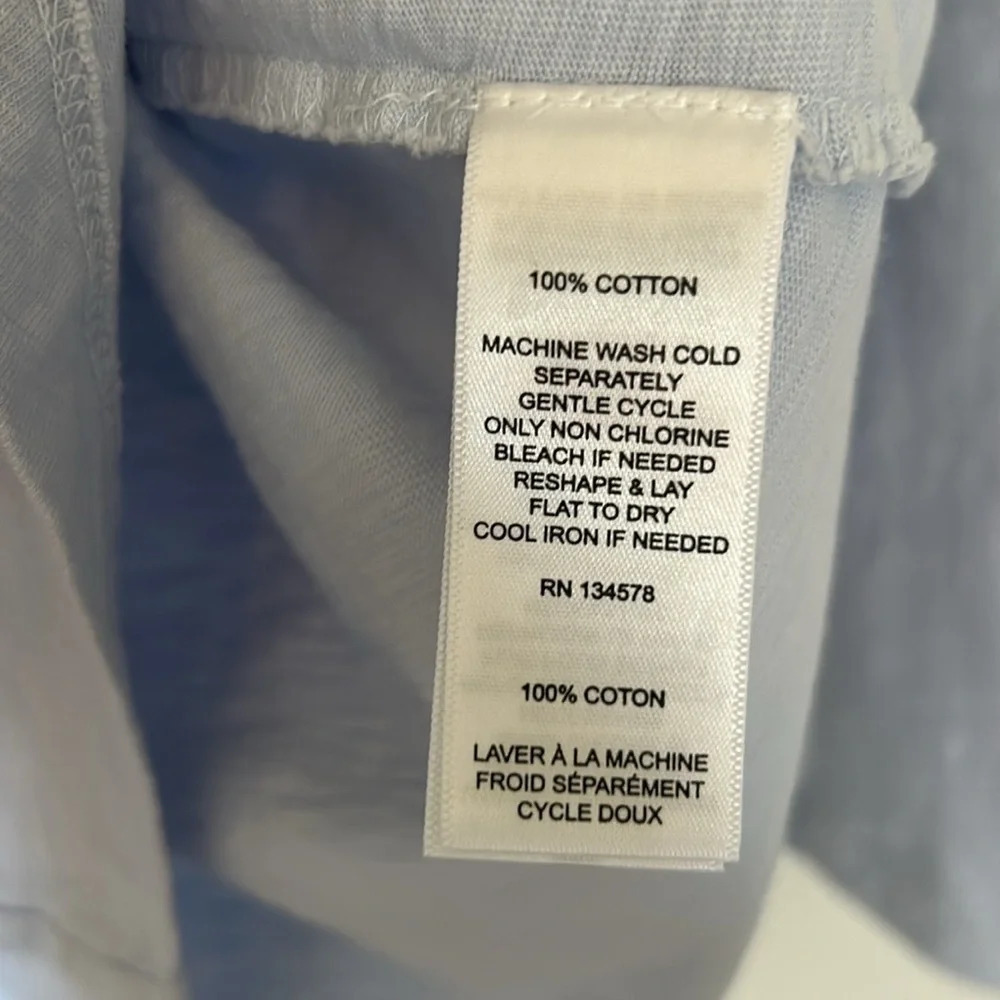 100% COTTON
MACHINE WASH COLD
SEPARATELY
GENTLE CYCLE
ONLY NON CHLORINE
BLEACH IF NEEDED
RESHAPE & LAY
FLAT TO DRY
COOL IRON IF NEEDED
RN 134578
100% COTON
LAVER À LA MACHINE
FROID SÉPARÉMENT
CYCLE DOUX